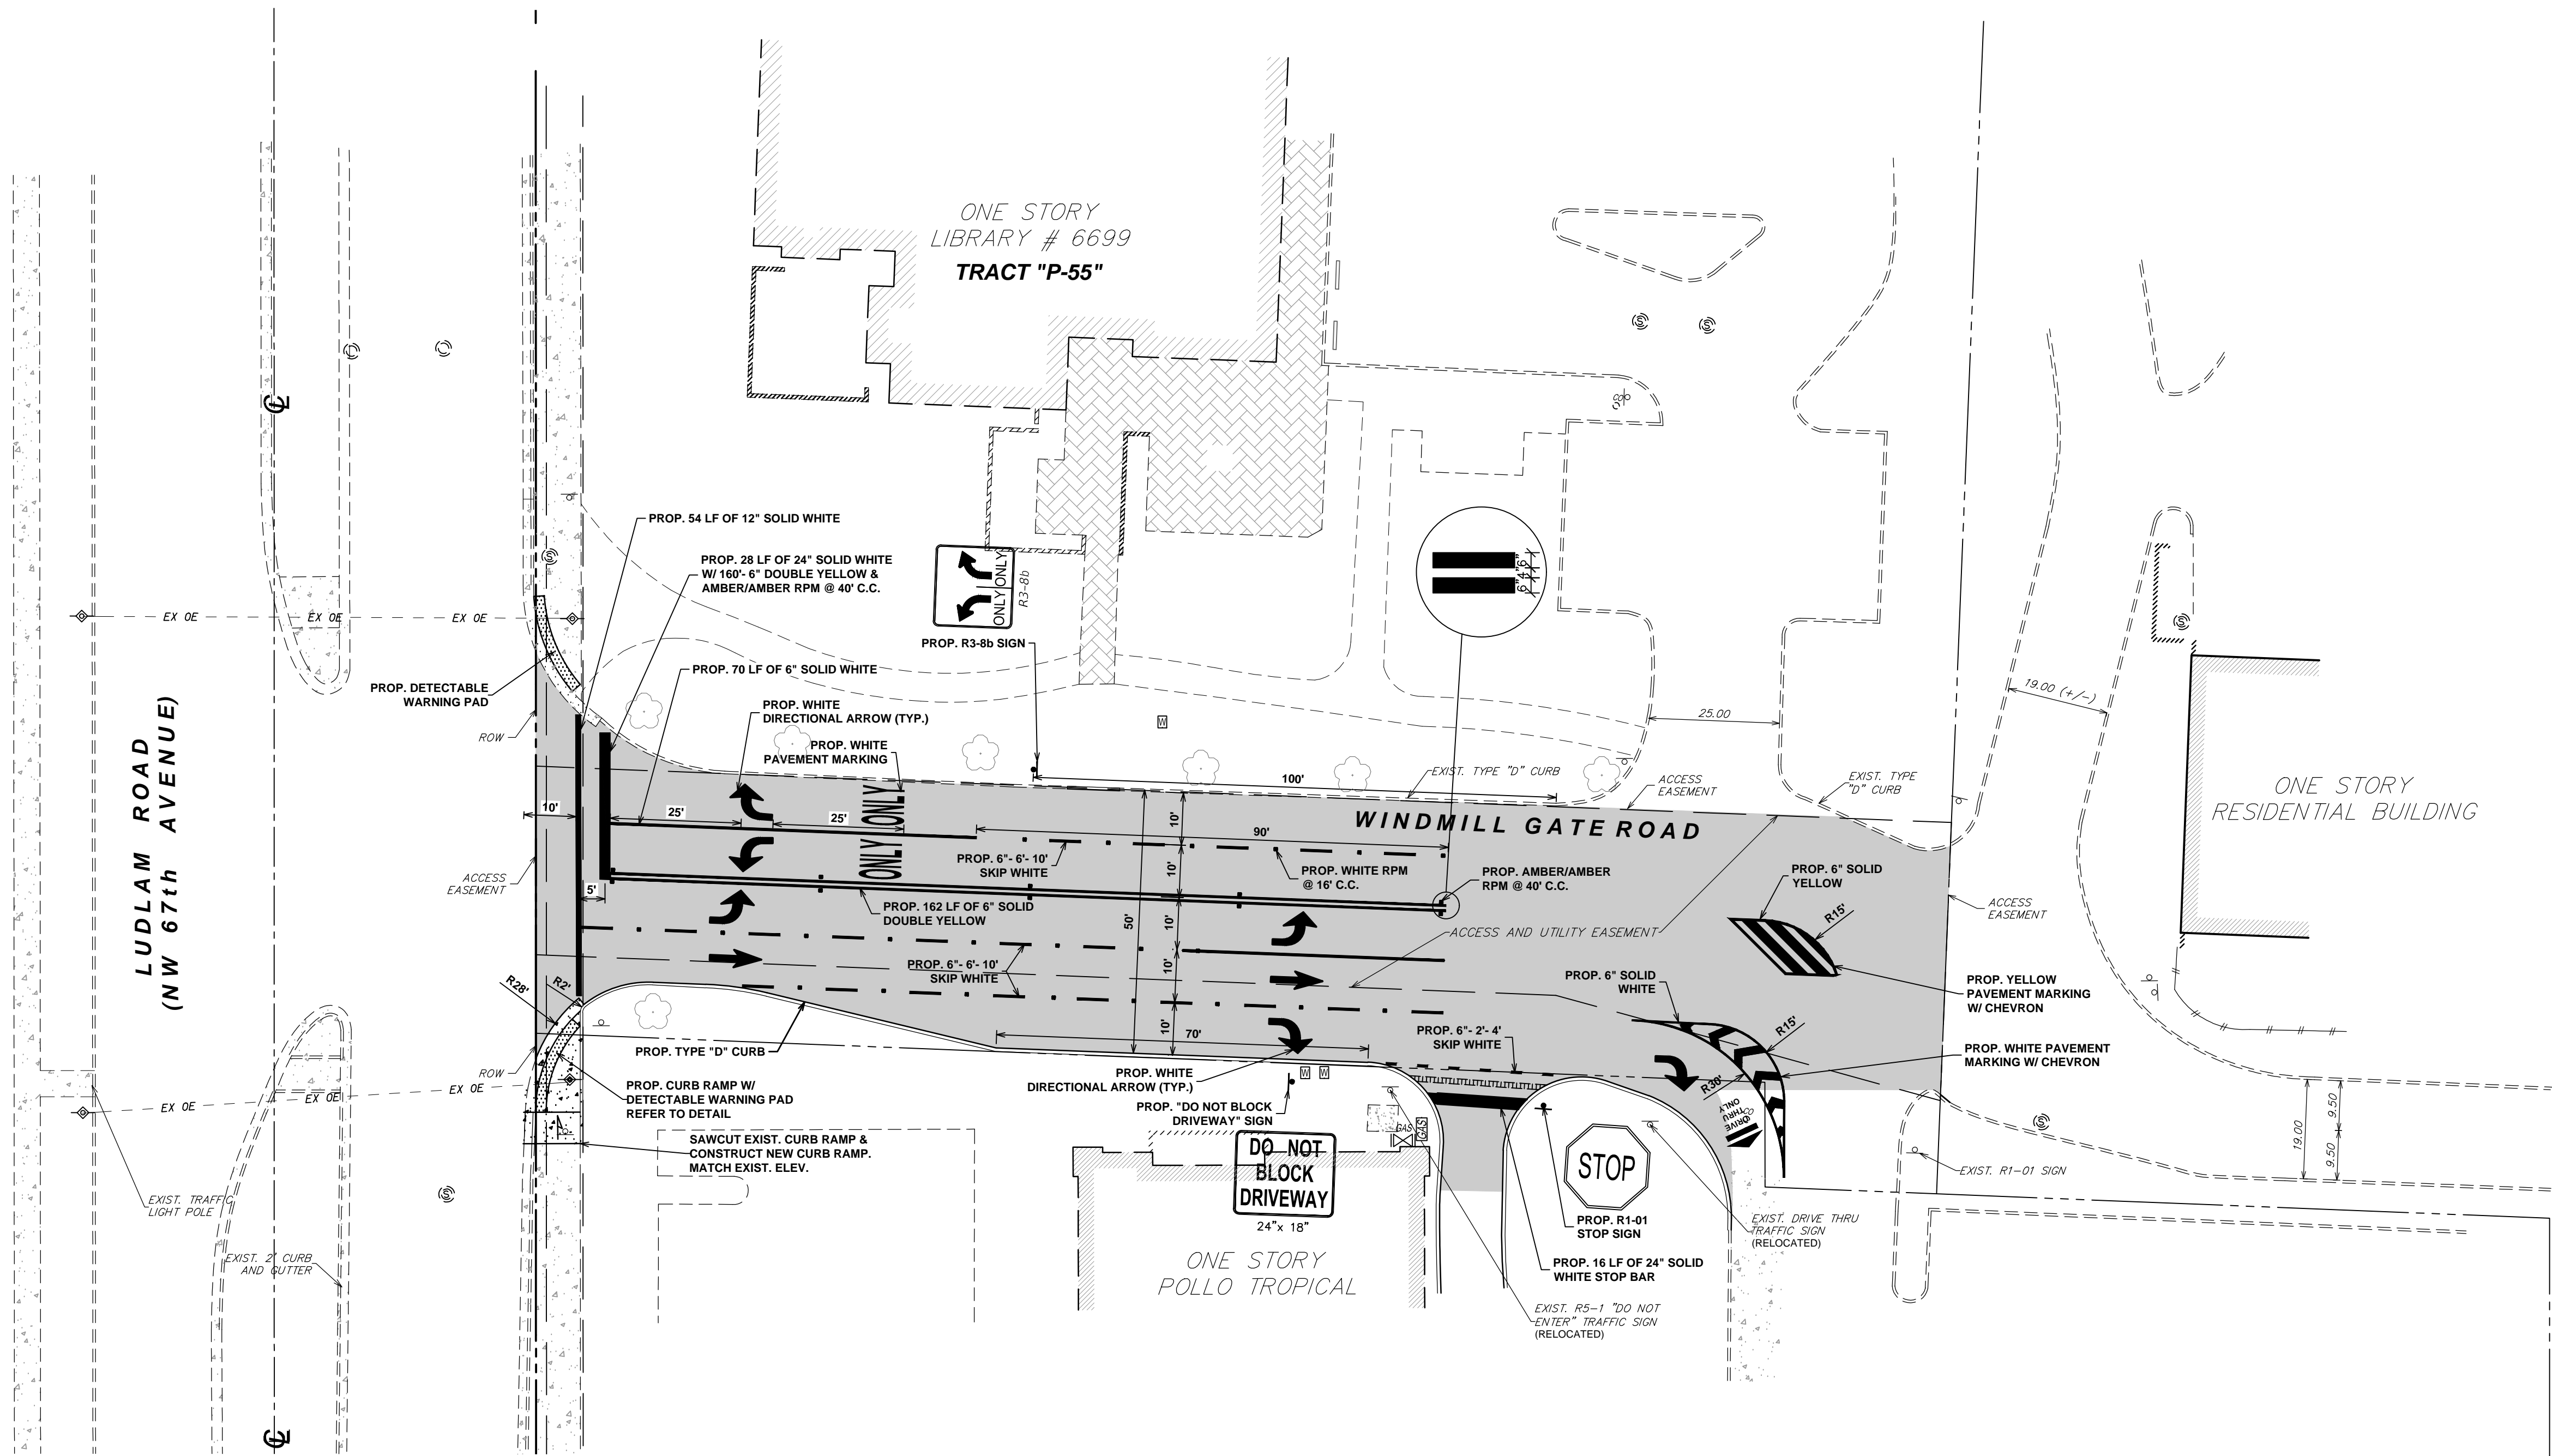 ONE STORY
LIBRARY # 6699
TRACT "P-55"
℄
PROP. 54 LF OF 12" SOLID WHITE
PROP. 28 LF OF 24" SOLID WHITE
W/ 160'- 6" DOUBLE YELLOW &
AMBER/AMBER RPM @ 40' C.C.
ONLY ONLY
R3-8b
6" 4" 6"
EX OE
EX OE
EX OE
PROP. R3-8b SIGN
PROP. 70 LF OF 6" SOLID WHITE
PROP. DETECTABLE
WARNING PAD
PROP. WHITE
DIRECTIONAL ARROW (TYP.)
PROP. WHITE
PAVEMENT MARKING
ROW
LUDLAM ROAD
(NW 67th AVENUE)
19.00 (+/-)
25.00
100'
EXIST. TYPE "D" CURB
ACCESS
EASEMENT
EXIST. TYPE
"D" CURB
ONE STORY
RESIDENTIAL BUILDING
10'
25'
25'
ONLY ONLY
90'
10'
WINDMILL GATE ROAD
PROP. 6"- 6'- 10'
SKIP WHITE
10'
PROP. WHITE RPM
@ 16' C.C.
PROP. AMBER/AMBER
RPM @ 40' C.C.
PROP. 6" SOLID
YELLOW
R15'
ACCESS
EASEMENT
5'
PROP. 162 LF OF 6" SOLID
DOUBLE YELLOW
50'
10'
ACCESS AND UTILITY EASEMENT
ACCESS
EASEMENT
PROP. 6"- 6'- 10'
SKIP WHITE
10'
PROP. 6" SOLID
WHITE
PROP. YELLOW
PAVEMENT MARKING
W/ CHEVRON
R28'
R2'
10'
70'
PROP. 6"- 2'- 4'
SKIP WHITE
R15'
PROP. WHITE PAVEMENT
MARKING W/ CHEVRON
PROP. TYPE "D" CURB
ROW
PROP. WHITE
DIRECTIONAL ARROW (TYP.)
R30'
EX OE
EX OE
EX OE
PROP. CURB RAMP W/
DETECTABLE WARNING PAD
REFER TO DETAIL
PROP. "DO NOT BLOCK
DRIVEWAY" SIGN
DRIVE
THRU
ONLY
19.00
9.50
9.50
SAWCUT EXIST. CURB RAMP &
CONSTRUCT NEW CURB RAMP.
MATCH EXIST. ELEV.
GAS
GAS
DO NOT
BLOCK
DRIVEWAY
24"x 18"
STOP
EXIST. R1-01 SIGN
EXIST. TRAFFIC
LIGHT POLE
PROP. R1-01
STOP SIGN
EXIST. DRIVE THRU
TRAFFIC SIGN
(RELOCATED)
EXIST. 2' CURB
AND GUTTER
ONE STORY
POLLO TROPICAL
PROP. 16 LF OF 24" SOLID
WHITE STOP BAR
EXIST. R5-1 "DO NOT
ENTER" TRAFFIC SIGN
(RELOCATED)
℄